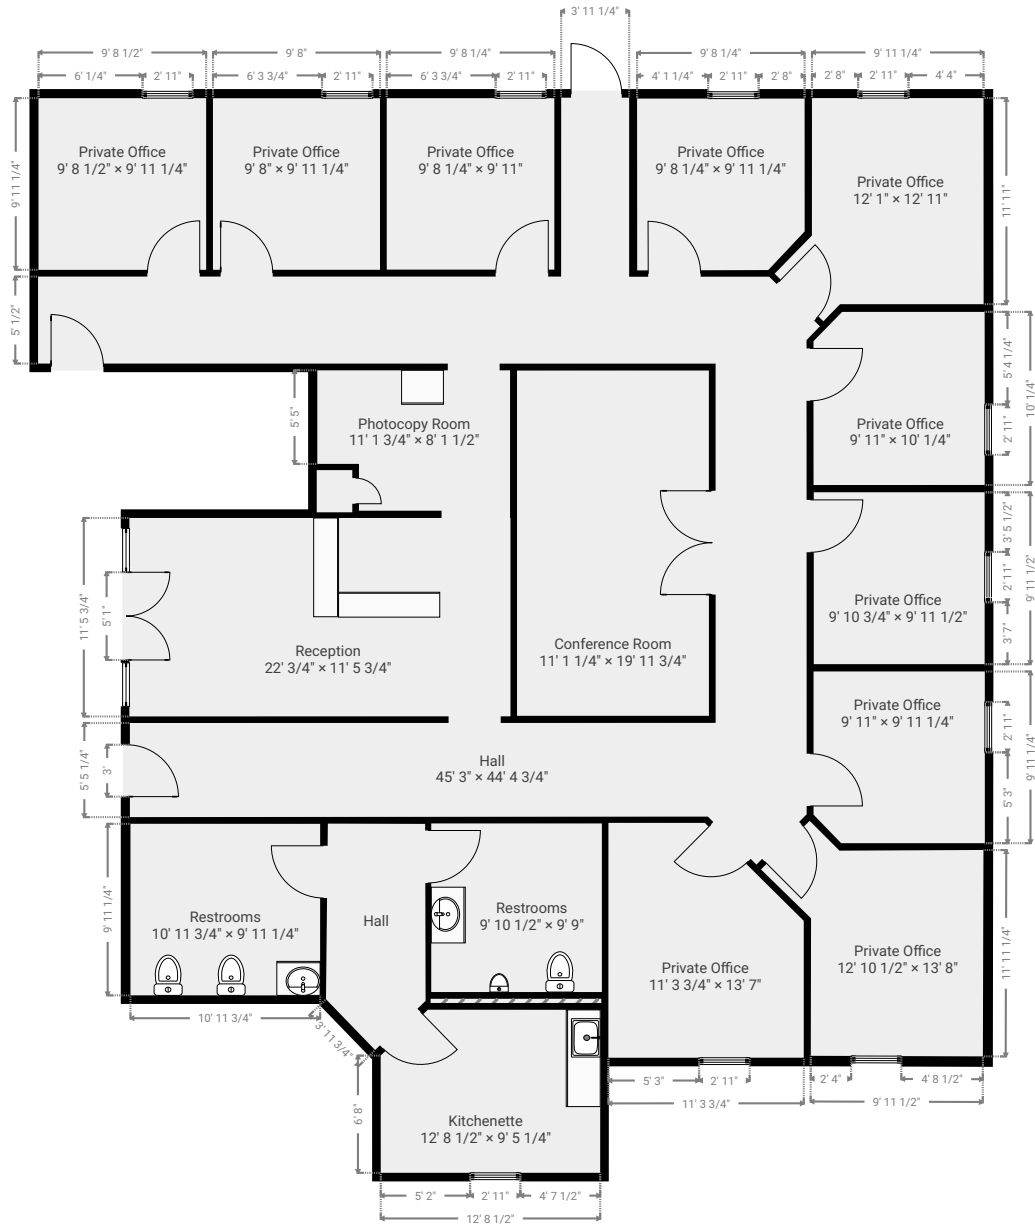 3' 11 1/4"
9' 8 1/2"
9' 8"
9' 8 1/4"
9' 8 1/4"
9' 11 1/4"
6' 1/4"
2' 11"
6' 3 3/4"
2' 11"
6' 3 3/4"
2' 11"
4' 1 1/4"
2' 11"
2' 8"
2' 8"
2' 11"
4' 4"
Private Office
9' 8 1/2" × 9' 11 1/4"
Private Office
9' 8" × 9' 11 1/4"
Private Office
9' 8 1/4" × 9' 11"
Private Office
9' 8 1/4" × 9' 11 1/4"
Private Office
12' 1" × 12' 11"
9' 11 1/4"
11' 11"
5' 1/2"
5' 4 1/4"
10' 1/4"
2' 11"
5' 5"
Photocopy Room
11' 1 3/4" × 8' 1 1/2"
Private Office
9' 11" × 10' 1/4"
3' 5 1/2"
2' 11"
9' 11 1/2"
3' 7"
Private Office
9' 10 3/4" × 9' 11 1/2"
11' 5 3/4"
5' 1"
Reception
22' 3/4" × 11' 5 3/4"
Conference Room
11' 1 1/4" × 19' 11 3/4"
Private Office
9' 11" × 9' 11 1/4"
2' 11"
9' 11 1/4"
5' 3"
5' 5 1/4"
3'
Hall
45' 3" × 44' 4 3/4"
9' 11 1/4"
Restrooms
10' 11 3/4" × 9' 11 1/4"
Hall
Restrooms
9' 10 1/2" × 9' 9"
Private Office
11' 3 3/4" × 13' 7"
Private Office
12' 10 1/2" × 13' 8"
11' 11 1/4"
10' 11 3/4"
3' 11 3/4"
6' 8"
Kitchenette
12' 8 1/2" × 9' 5 1/4"
5' 3"
2' 11"
2' 4"
4' 8 1/2"
11' 3 3/4"
9' 11 1/2"
5' 2"
2' 11"
4' 7 1/2"
12' 8 1/2"